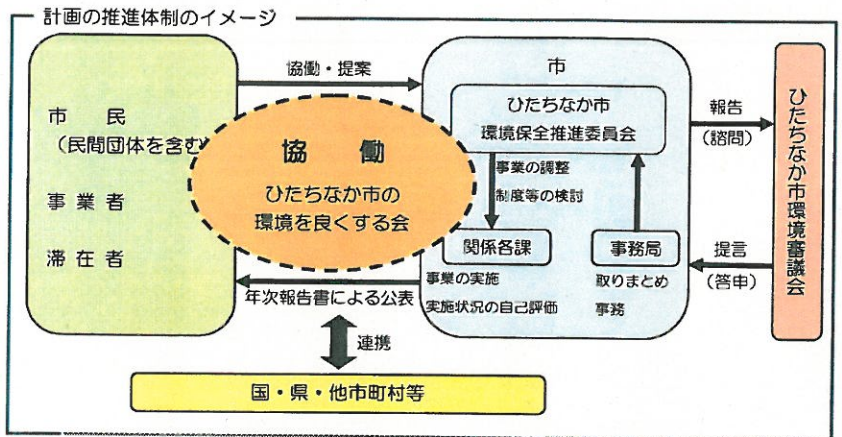 計画の推進体制のイメージ
市　民
（民間団体を含む）
事 業 者
滞 在 者
協働・提案
協　働
ひたちなか市の
環境を良くする会
年次報告書による公表
連携
国・県・他市町村等
市
ひたちなか市
環境保全推進委員会
事業の調整
制度等の検討
関係各課
事業の実施
実施状況の自己評価
事務局
取りまとめ
事務
報告
（諮問）
提言
（答申）
ひたちなか市環境審議会